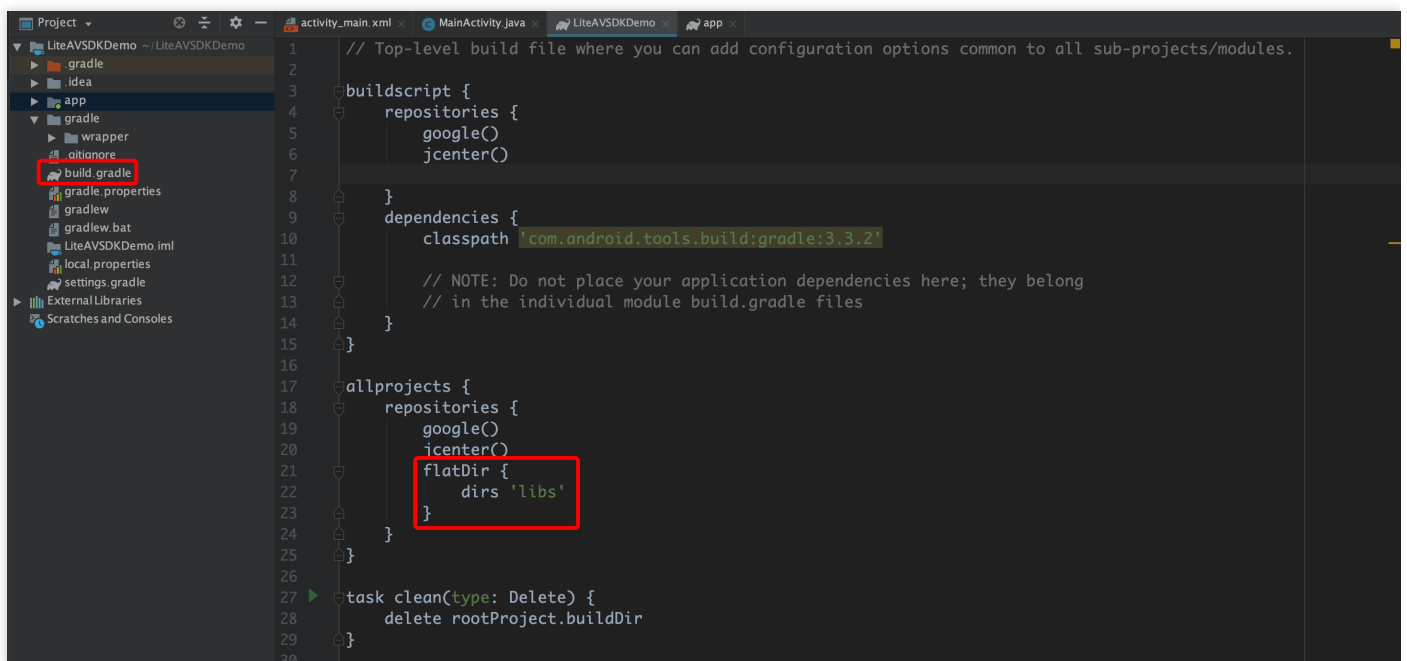 Project
activity_main.xml
MainActivity.java
LiteAVSDKDemo
app
LiteAVSDKDemo ~/LiteAVSDKDemo
.gradle
.idea
app
gradle
wrapper
.gitignore
build.gradle
gradle.properties
gradlew
gradlew.bat
LiteAVSDKDemo.iml
local.properties
settings.gradle
External Libraries
Scratches and Consoles
1 // Top-level build file where you can add configuration options common to all sub-projects/modules.
2
3 buildscript {
4 repositories {
5 google()
6 jcenter()
7
8 }
9 dependencies {
10 classpath 'com.android.tools.build:gradle:3.3.2'
11
12 // NOTE: Do not place your application dependencies here; they belong
13 // in the individual module build.gradle files
14 }
15 }
16
17 allprojects {
18 repositories {
19 google()
20 jcenter()
21 flatDir {
22 dirs 'libs'
23 }
24 }
25 }
26
27 task clean(type: Delete) {
28 delete rootProject.buildDir
29 }
30